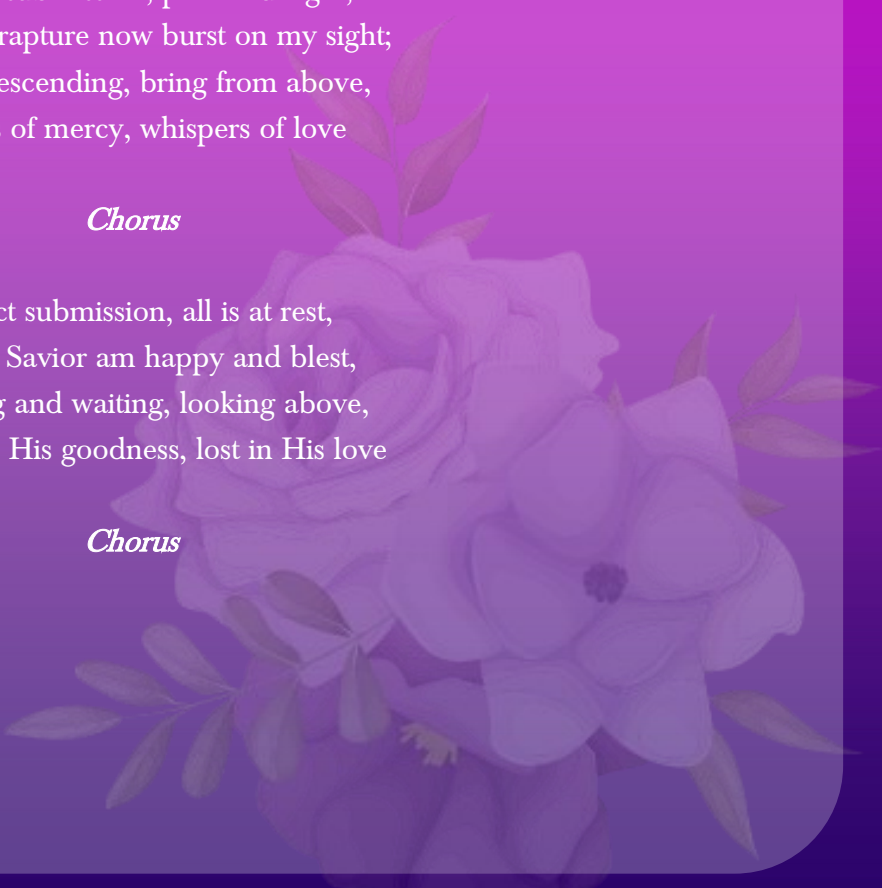 rapture now burst on my sight;
escending, bring from above,
of mercy, whispers of love
Chorus
ct submission, all is at rest,
Savior am happy and blest,
g and waiting, looking above,
His goodness, lost in His love
Chorus